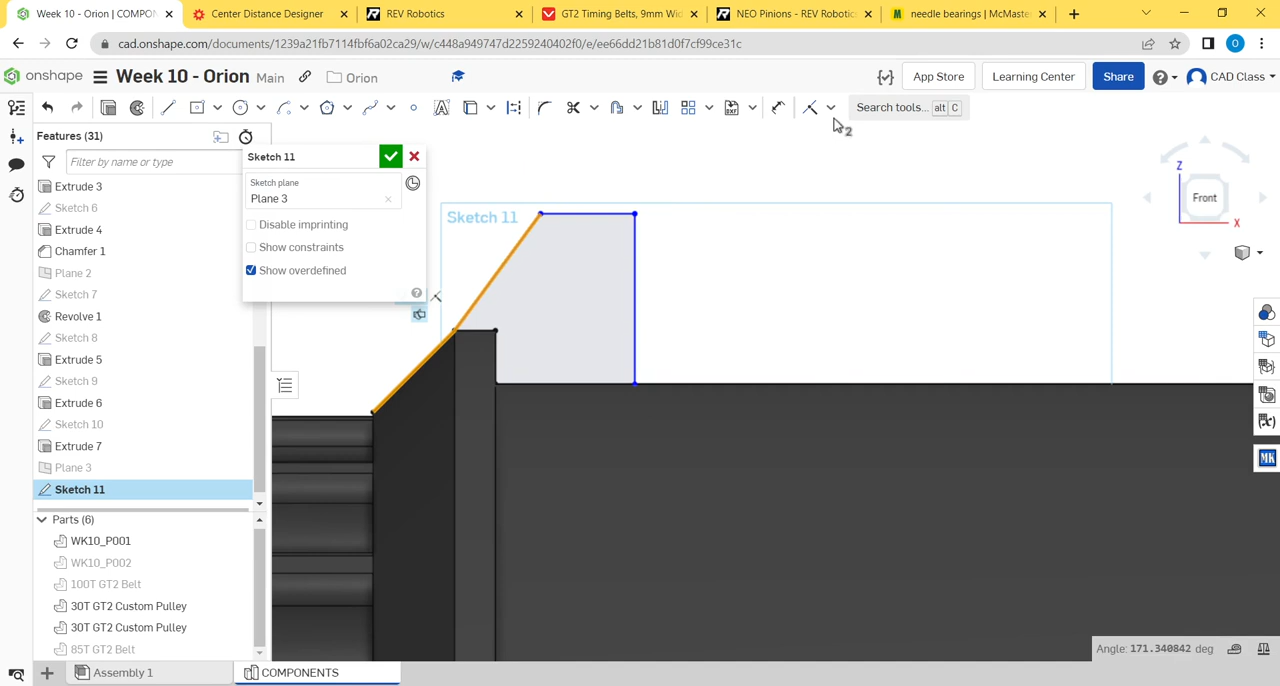 Week 10 - Orion | COMPON
Center Distance Designer
REV Robotics
GT2 Timing Belts, 9mm Wid
NEO Pinions - REV Robotics
needle bearings | McMaste
cad.onshape.com/documents/1239a21fb7114fbf6a02ca29/w/c448a949747d259240402f0/e/ee66dd21b81d0f7cf99ce31c
O
onshape
Week 10 - Orion
Main
Orion
App Store
Learning Center
Share
CAD Class
Search tools...
alt C
Features (31)
Filter by name or type
Extrude 3
Sketch 6
Extrude 4
Chamfer 1
Plane 2
Sketch 7
Revolve 1
Sketch 8
Extrude 5
Sketch 9
Extrude 6
Sketch 10
Extrude 7
Plane 3
Sketch 11
Parts (6)
WK10_P001
WK10_P002
100T GT2 Belt
30T GT2 Custom Pulley
30T GT2 Custom Pulley
85T GT2 Belt
Sketch 11
Sketch plane
Plane 3
Disable imprinting
Show constraints
Show overdefined
Sketch 11
2
Z
Front
X
MK
Angle: 171.340842 deg
Assembly 1
COMPONENTS